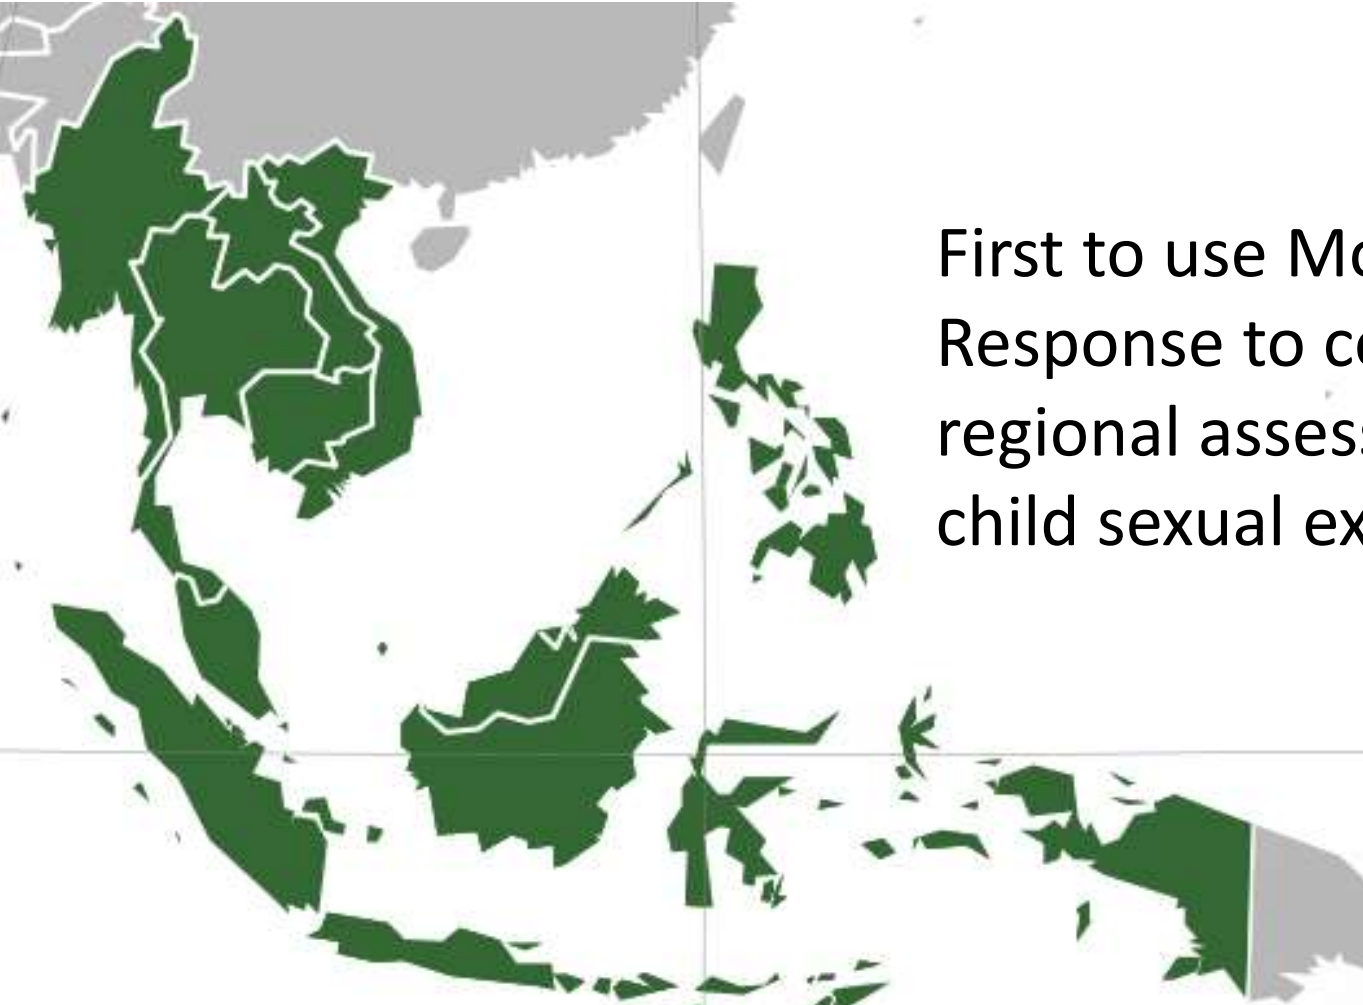 First to use Mo
Response to co
regional asses
child sexual ex